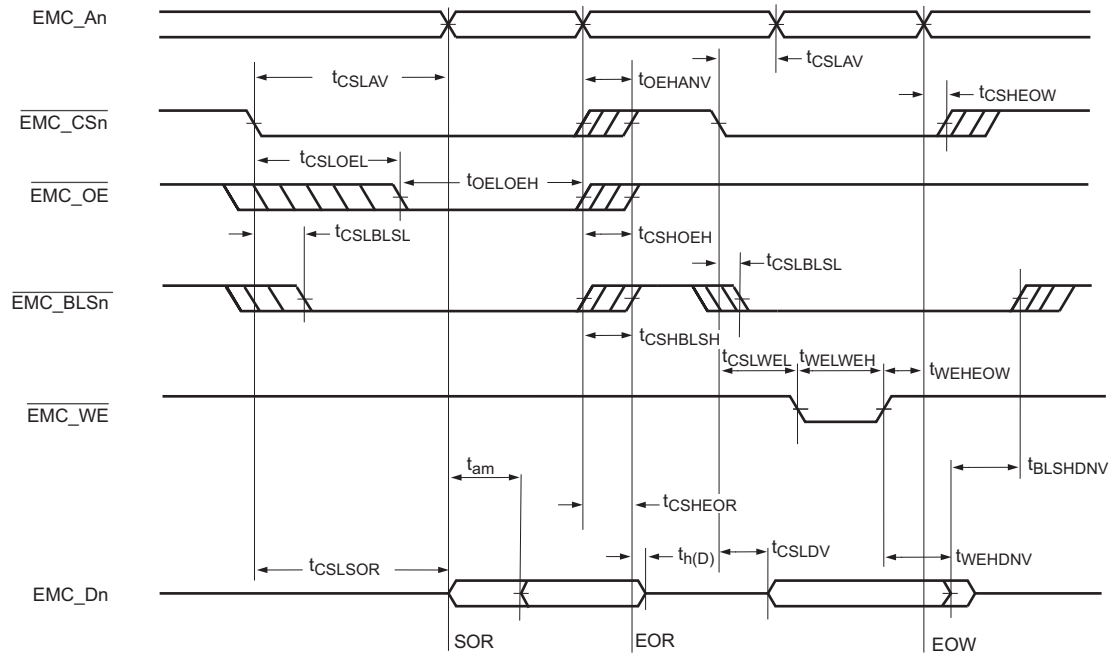 EMC_An
tCSLAV
tOEHANV
tCSLAV
tCSHEOW
EMC_CSn
tCSLOEL
tOELOEH
EMC_OE
tCSLBLSL
tCSHOEH
tCSLBLSL
EMC_BLSn
tCSHBLSH
tCSLWEL
tWELWEH
tWEHEOW
EMC_WE
tam
tBLSHDNV
tCSHEOR
th(D)
tCSLDV
tCSLSOR
tWEHDNV
EMC_Dn
SOR
EOR
EOW